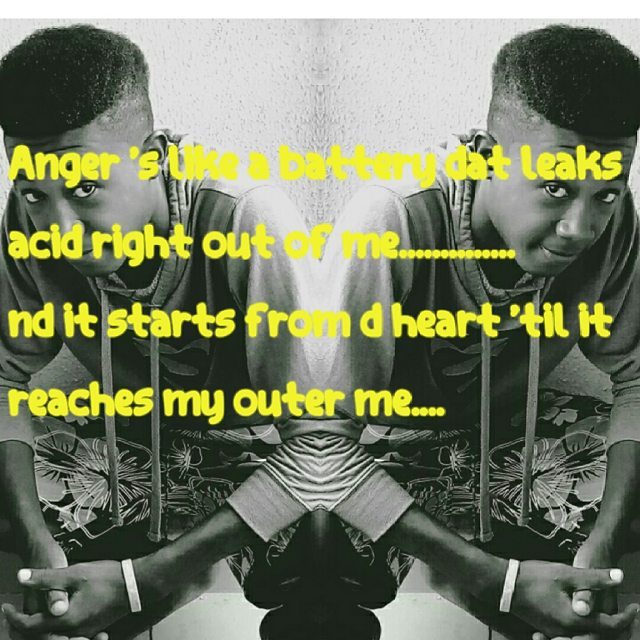 Anger 's like a battery dat leaks
acid right out of me..............
nd it starts from d heart 'til it
reaches my outer me....